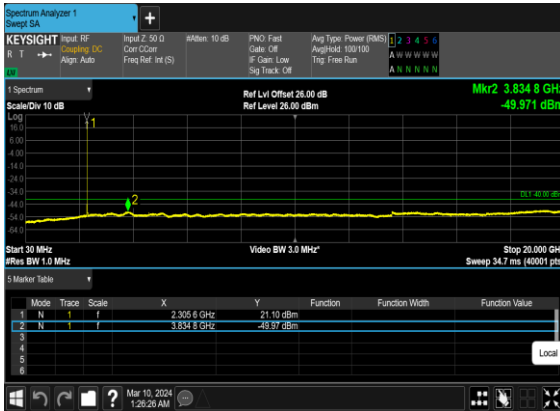 Spectrum Analyzer 1
Swept SA
+
KEYSIGHT
R T
Input: RF
Coupling: DC
Align: Auto
Input Z: 50 Ω
Corr CCorr
Freq Ref: Int (S)
#Atten: 10 dB
PNO: Fast
Gate: Off
IF Gain: Low
Sig Track: Off
Avg Type: Power (RMS)
Avg|Hold: 100/100
Trig: Free Run
1 2 3 4 5 6
A W W W W W
A N N N N N
1 Spectrum
Scale/Div 10 dB
Ref Lvl Offset 26.00 dB
Ref Level 26.00 dBm
Mkr2 3.834 8 GHz
-49.971 dBm
Log
16.0
6.00
-4.00
-14.0
-24.0
-34.0
-44.0
-54.0
-64.0
1
2
DL1 -40.00 dBm
Start 30 MHz
#Res BW 1.0 MHz
Video BW 3.0 MHz*
Stop 20.000 GHz
Sweep 34.7 ms (40001 pts)
5 Marker Table
Mode Trace Scale X Y Function Function Width Function Value
1 N 1 f 2.305 6 GHz 21.10 dBm
2 N 1 f 3.834 8 GHz -49.97 dBm
3
4
5
6
Local
?
Mar 10, 2024
1:26:26 AM